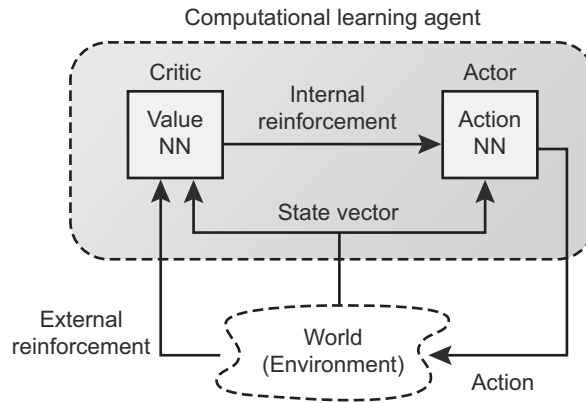 Computational learning agent
Critic
Actor
Value
NN
Internal
reinforcement
Action
NN
State vector
External
reinforcement
World
(Environment)
Action